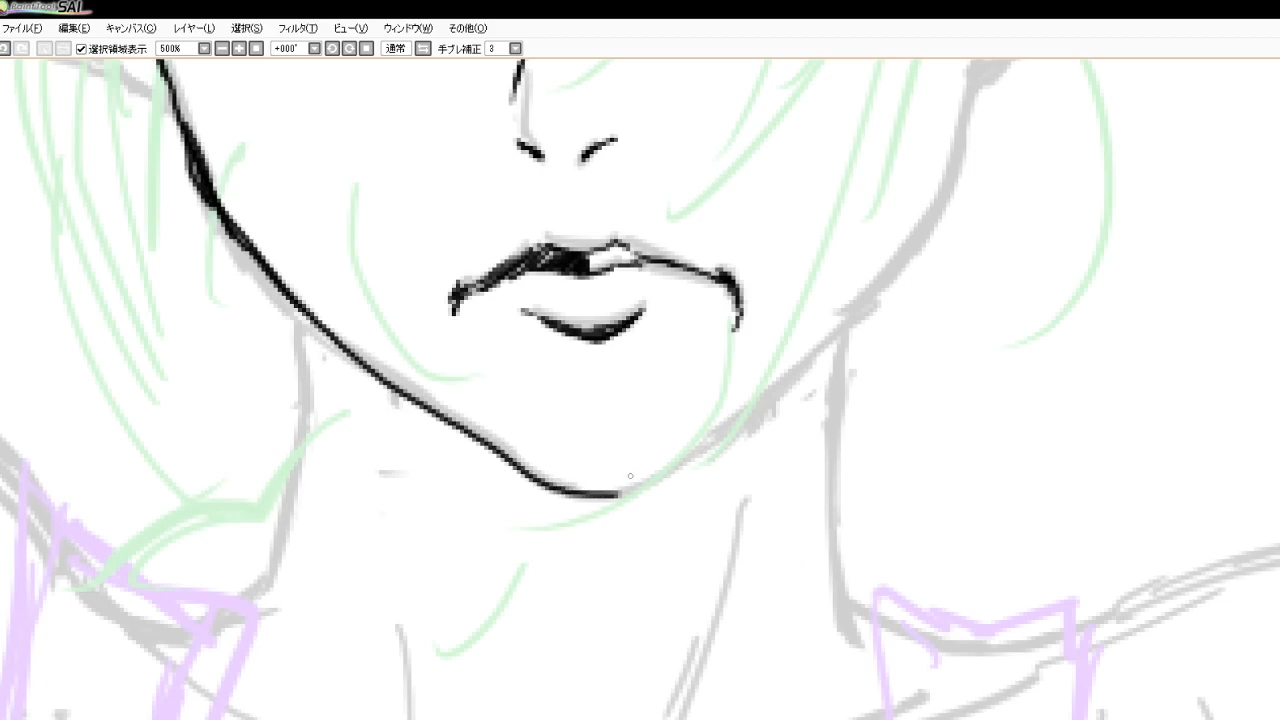 PaintTool SAI
ファイル(F) 編集(E) キャンバス(C) レイヤー(L) 選択(S) フィルタ(T) ビュー(V) ウィンドウ(W) その他(O)
選択領域表示 500% +000° 通常 手ブレ補正 3